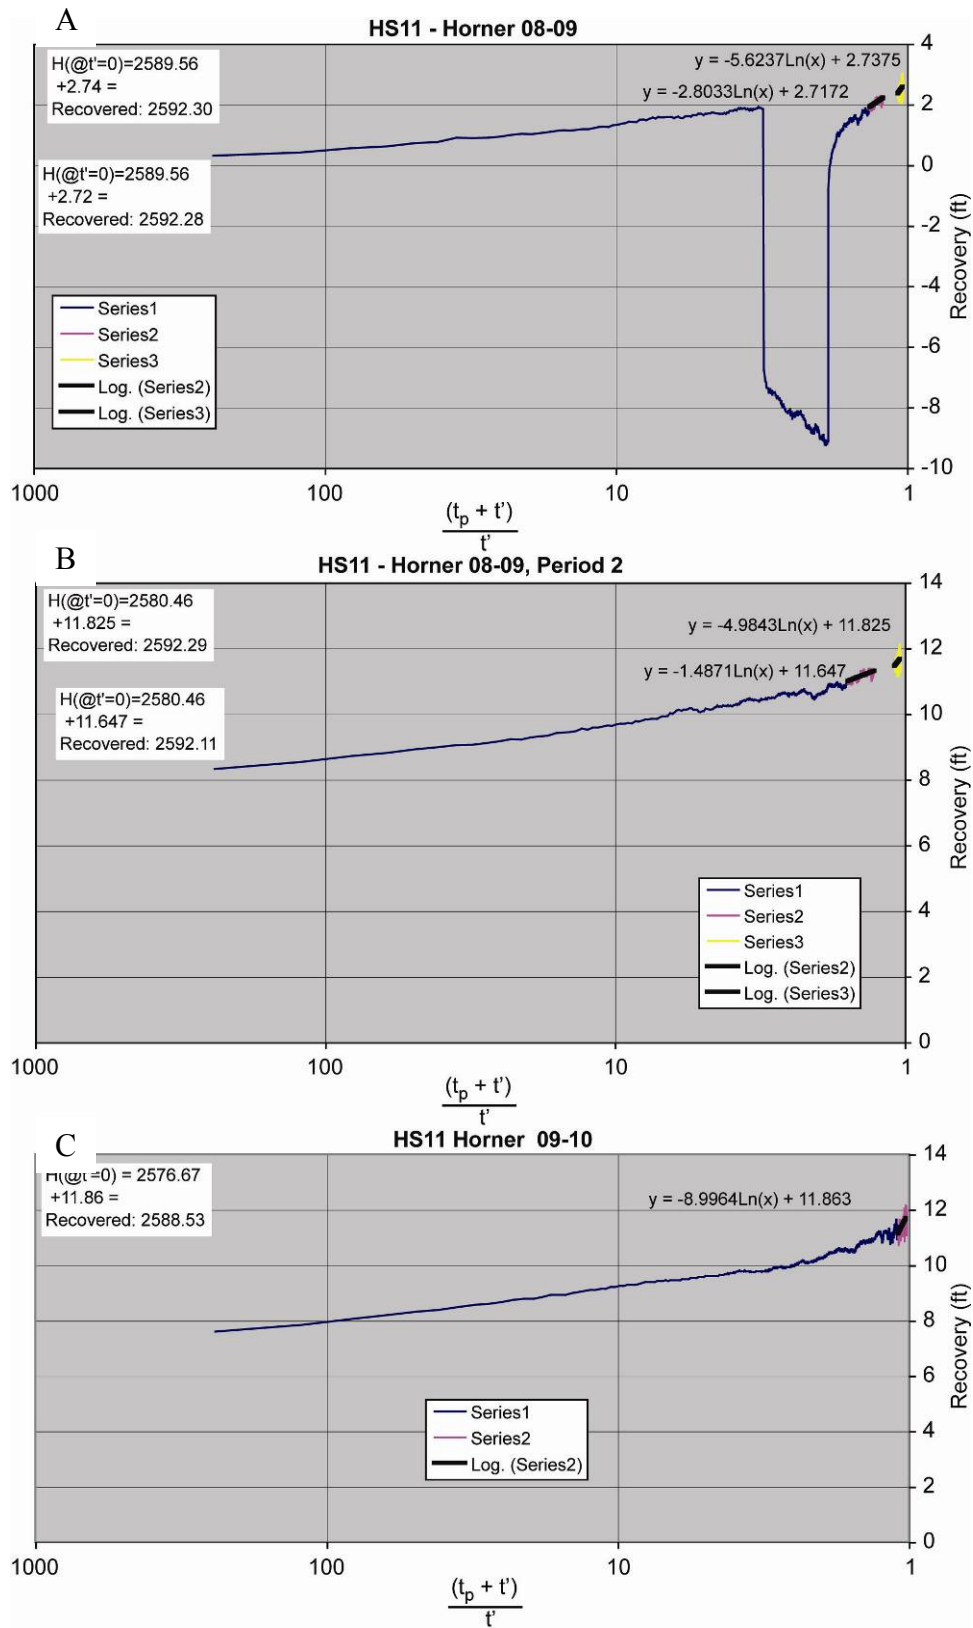 A
HS11 - Horner 08-09
H(@t'=0)=2589.56
+2.74 =
Recovered: 2592.30
y = -5.6237Ln(x) + 2.7375
y = -2.8033Ln(x) + 2.7172
H(@t'=0)=2589.56
+2.72 =
Recovered: 2592.28
Series1
Series2
Series3
Log. (Series2)
Log. (Series3)
4
2
0
-2
-4
-6
-8
-10
Recovery (ft)
1000
100
10
1
(tp + t')
t'
B
HS11 - Horner 08-09, Period 2
H(@t'=0)=2580.46
+11.825 =
Recovered: 2592.29
y = -4.9843Ln(x) + 11.825
y = -1.4871Ln(x) + 11.647
H(@t'=0)=2580.46
+11.647 =
Recovered: 2592.11
Series1
Series2
Series3
Log. (Series2)
Log. (Series3)
14
12
10
8
6
4
2
0
Recovery (ft)
1000
100
10
1
(tp + t')
t'
C
HS11 Horner 09-10
H(@t'=0) = 2576.67
+11.86 =
Recovered: 2588.53
y = -8.9964Ln(x) + 11.863
Series1
Series2
Log. (Series2)
14
12
10
8
6
4
2
0
Recovery (ft)
1000
100
10
1
(tp + t')
t'